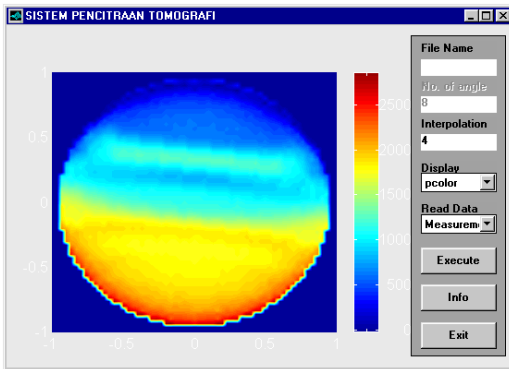 SISTEM PENCITRAAN TOMOGRAFI
File Name
No. of angle
8
Interpolation
4
Display
pcolor
Read Data
Measurem
Execute
Info
Exit
1
0.5
0
-0.5
-1
-1 -0.5 0 0.5 1
2500
2000
1500
1000
500
0